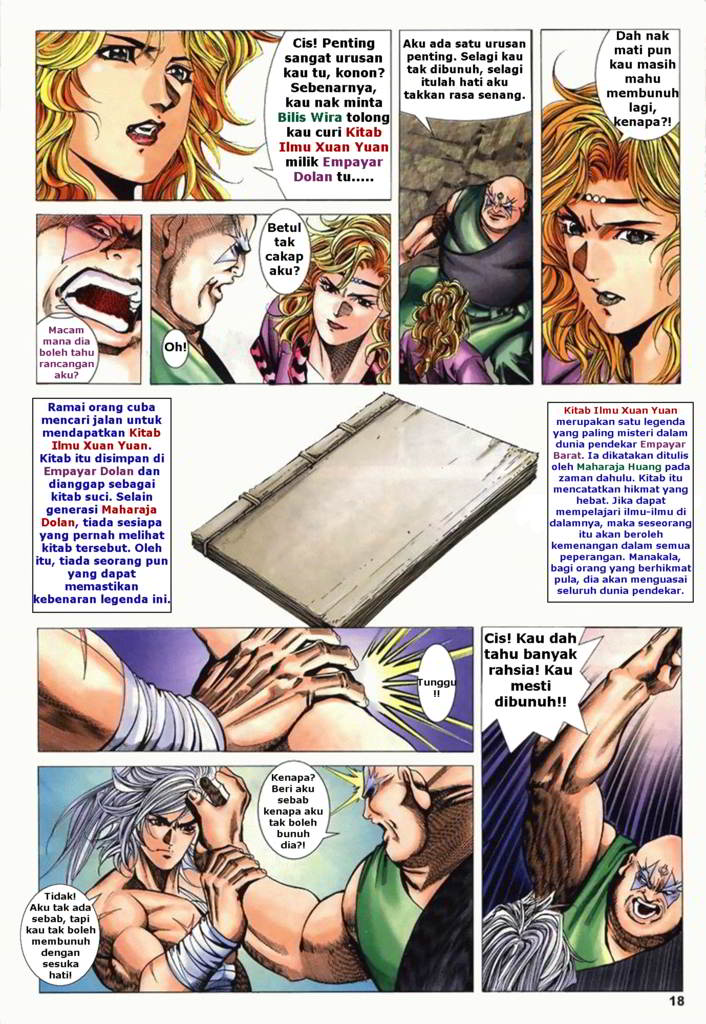 Dah nak
mati pun
kau masih
mahu
membunuh
lagi,
kenapa?!
Aku ada satu urusan
penting. Selagi kau
tak dibunuh, selagi
itulah hati aku
takkan rasa senang.
Cis! Penting
sangat urusan
kau tu, konon?
Sebenarnya,
kau nak minta
Bilis Wira tolong
kau curi Kitab
Ilmu Xuan Yuan
milik Empayar
Dolan tu.....
Betul
tak
cakap
aku?
Oh!
Macam
mana dia
boleh tahu
rancangan
aku?
Kitab Ilmu Xuan Yuan
merupakan satu legenda
yang paling misteri dalam
dunia pendekar Empayar
Barat. Ia dikatakan ditulis
oleh Maharaja Huang pada
zaman dahulu. Kitab itu
mencatatkan hikmat yang
hebat. Jika dapat
mempelajari ilmu-ilmu di
dalamnya, maka seseorang
itu akan beroleh
kemenangan dalam semua
peperangan. Manakala,
bagi orang yang berhikmat
pula, dia akan menguasai
seluruh dunia pendekar.
Ramai orang cuba
mencari jalan untuk
mendapatkan Kitab
Ilmu Xuan Yuan.
Kitab itu disimpan di
Empayar Dolan dan
dianggap sebagai
kitab suci. Selain
generasi Maharaja
Dolan, tiada sesiapa
yang pernah melihat
kitab tersebut. Oleh
itu, tiada seorang pun
yang dapat
memastikan
kebenaran legenda ini.
Cis! Kau dah
tahu banyak
rahsia! Kau
mesti
dibunuh!!
Tunggu
!!
Kenapa?
Beri aku
sebab
kenapa aku
tak boleh
bunuh
dia?!
Tidak!
Aku tak ada
sebab, tapi
kau tak boleh
membunuh
dengan
sesuka
hati!
18